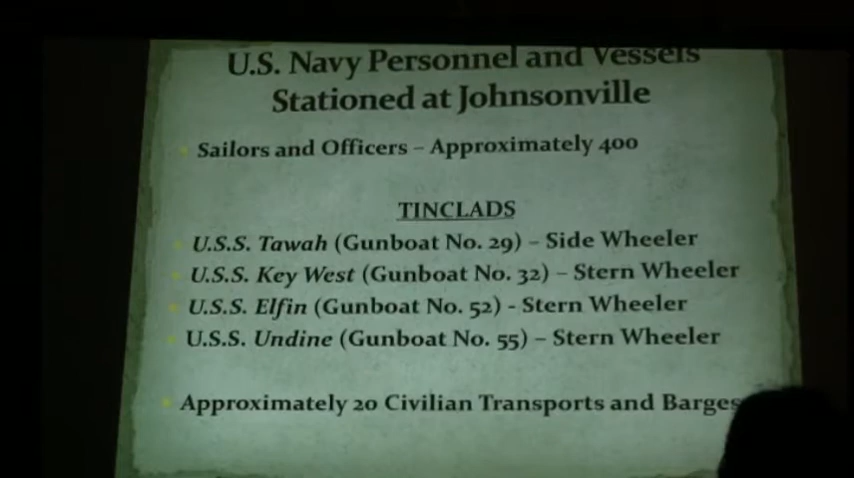 U.S. Navy Personnel and Vessels
Stationed at Johnsonville
Sailors and Officers – Approximately 400
TINCLADS
U.S.S. Tawah (Gunboat No. 29) – Side Wheeler
U.S.S. Key West (Gunboat No. 32) – Stern Wheeler
U.S.S. Elfin (Gunboat No. 52) - Stern Wheeler
U.S.S. Undine (Gunboat No. 55) – Stern Wheeler
Approximately 20 Civilian Transports and Barges